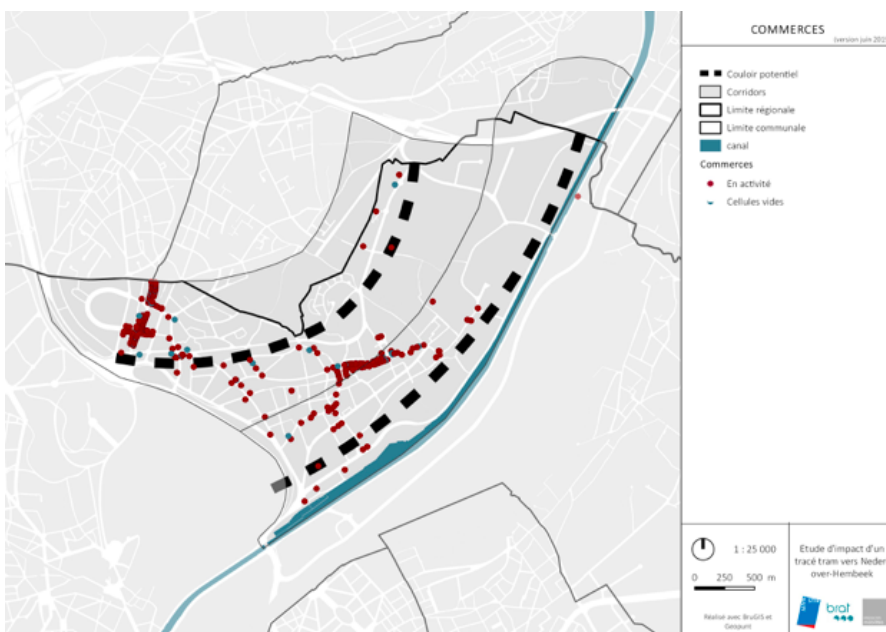 COMMERCES
(version juin 201
Couloir potentiel
Corridors
Limite régionale
Limite communale
canal
Commerces
En activité
Cellules vides
1 : 25 000
0 250 500 m
Réalisé avec BruGIS et
Geopunt
Etude d'impact d'un
tracé tram vers Neder
over-Hembeek
brat